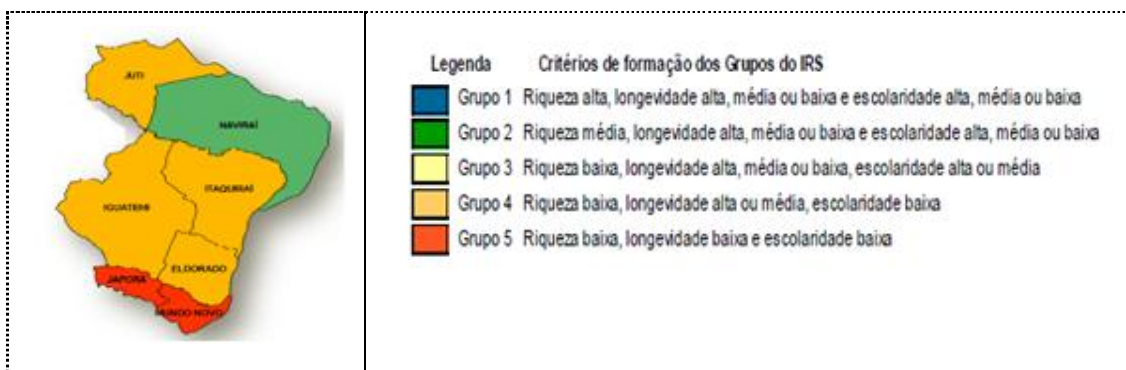 JUTI
NAVIRAÍ
ITAQUIRAÍ
IGUATEMI
ELDORADO
JAPORÃ
MUNDO NOVO
Legenda Critérios de formação dos Grupos do IRS
Grupo 1 Riqueza alta, longevidade alta, média ou baixa e escolaridade alta, média ou baixa
Grupo 2 Riqueza média, longevidade alta, média ou baixa e escolaridade alta, média ou baixa
Grupo 3 Riqueza baixa, longevidade alta, média ou baixa, escolaridade alta ou média
Grupo 4 Riqueza baixa, longevidade alta ou média, escolaridade baixa
Grupo 5 Riqueza baixa, longevidade baixa e escolaridade baixa